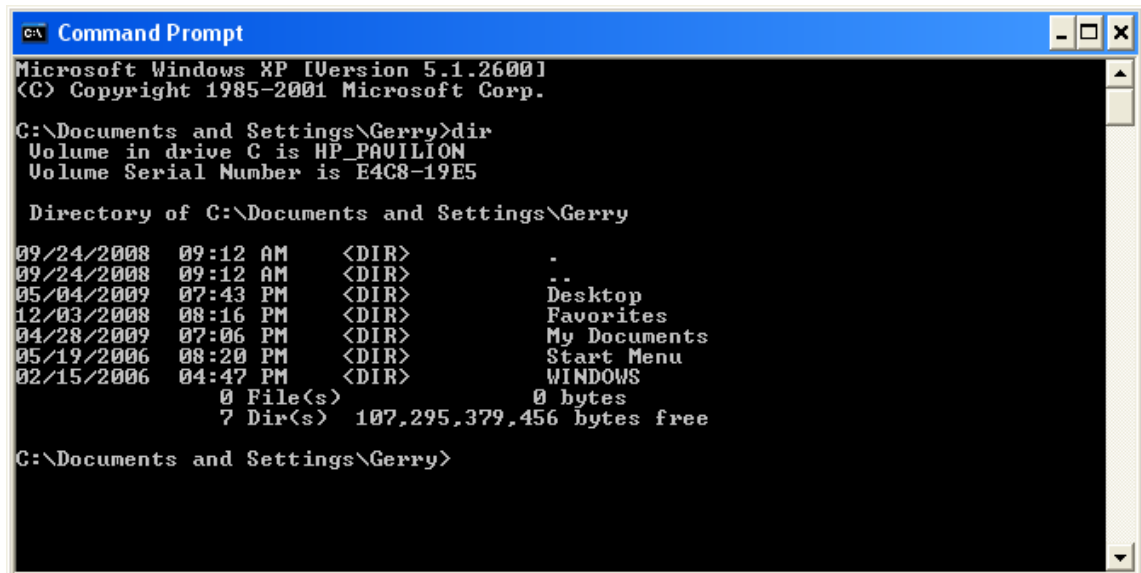 Command Prompt
Microsoft Windows XP [Version 5.1.2600]
(C) Copyright 1985-2001 Microsoft Corp.
C:\Documents and Settings\Gerry>dir
 Volume in drive C is HP_PAVILION
 Volume Serial Number is E4C8-19E5
 Directory of C:\Documents and Settings\Gerry
09/24/2008  09:12 AM    <DIR>          .
09/24/2008  09:12 AM    <DIR>          ..
05/04/2009  07:43 PM    <DIR>          Desktop
12/03/2008  08:16 PM    <DIR>          Favorites
04/28/2009  07:06 PM    <DIR>          My Documents
05/19/2006  08:20 PM    <DIR>          Start Menu
02/15/2006  04:47 PM    <DIR>          WINDOWS
               0 File(s)              0 bytes
               7 Dir(s)  107,295,379,456 bytes free
C:\Documents and Settings\Gerry>